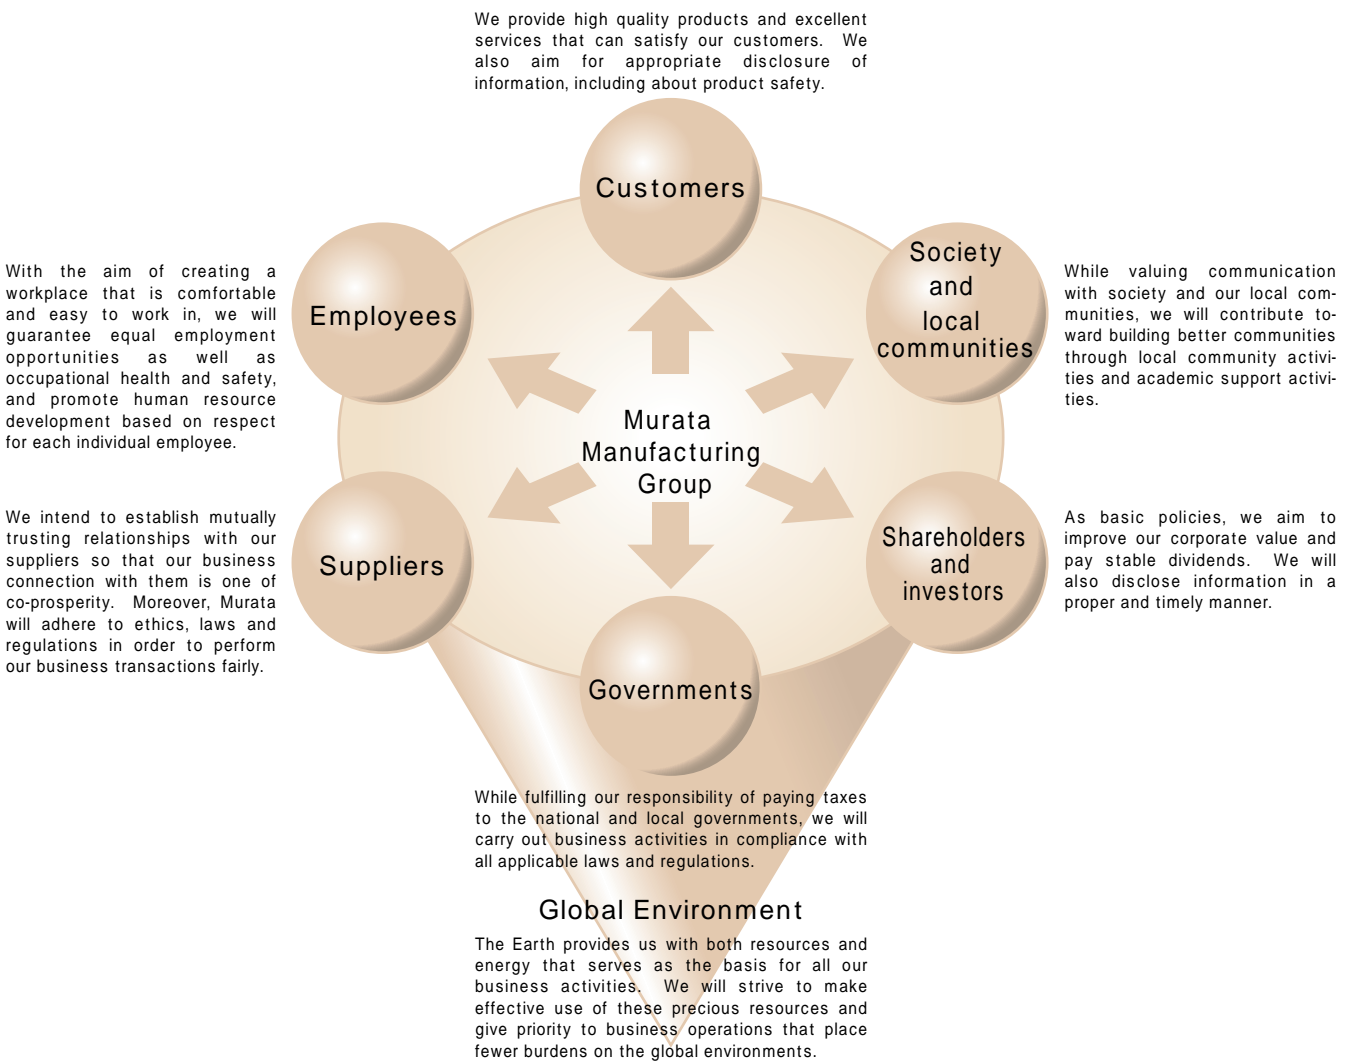 We provide high quality products and excellent
services that can satisfy our customers. We
also aim for appropriate disclosure of
information, including about product safety.
Customers
Employees
Society
and
local
communities
With the aim of creating a
workplace that is comfortable
and easy to work in, we will
guarantee equal employment
opportunities as well as
occupational health and safety,
and promote human resource
development based on respect
for each individual employee.
While valuing communication
with society and our local com-
munities, we will contribute to-
ward building better communities
through local community activi-
ties and academic support activi-
ties.
Murata
Manufacturing
Group
We intend to establish mutually
trusting relationships with our
suppliers so that our business
connection with them is one of
co-prosperity. Moreover, Murata
will adhere to ethics, laws and
regulations in order to perform
our business transactions fairly.
Suppliers
Shareholders
and
investors
As basic policies, we aim to
improve our corporate value and
pay stable dividends. We will
also disclose information in a
proper and timely manner.
Governments
While fulfilling our responsibility of paying taxes
to the national and local governments, we will
carry out business activities in compliance with
all applicable laws and regulations.
Global Environment
The Earth provides us with both resources and
energy that serves as the basis for all our
business activities. We will strive to make
effective use of these precious resources and
give priority to business operations that place
fewer burdens on the global environments.